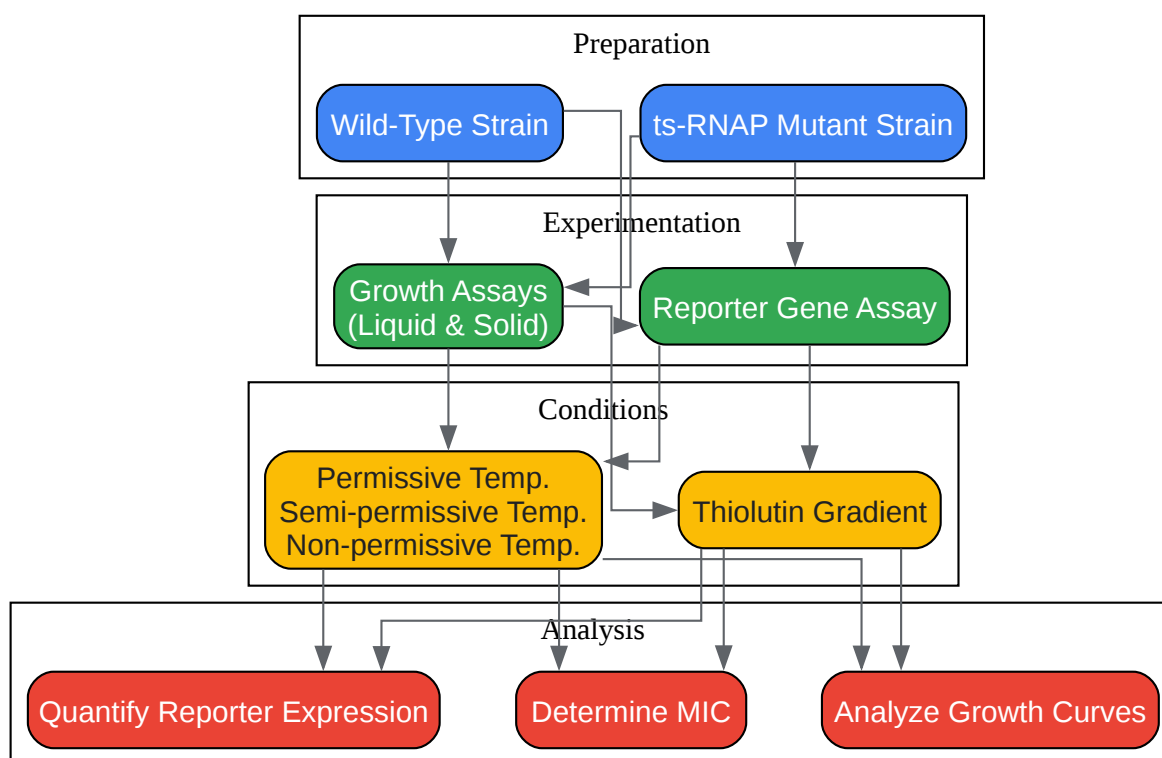 Preparation
Wild-Type Strain
ts-RNAP Mutant Strain
Experimentation
Growth Assays
(Liquid & Solid)
Reporter Gene Assay
Conditions
Permissive Temp.
Semi-permissive Temp.
Non-permissive Temp.
Thiolutin Gradient
Analysis
Quantify Reporter Expression
Determine MIC
Analyze Growth Curves